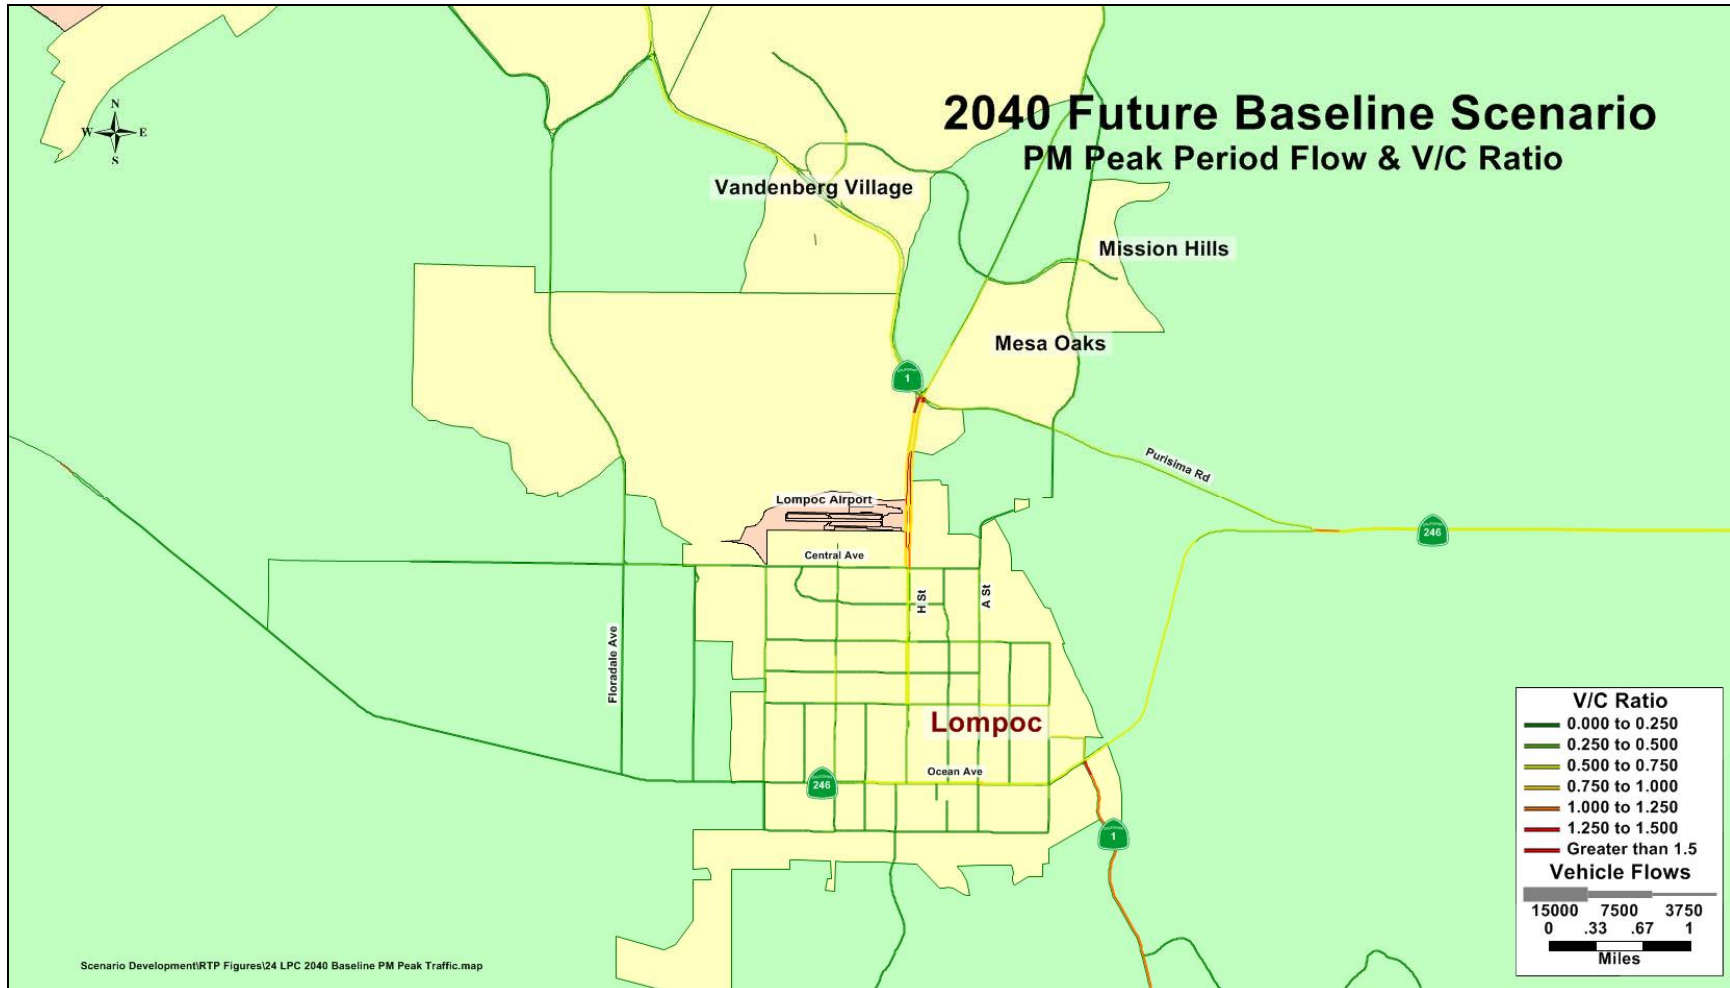 2040 Future Baseline Scenario
PM Peak Period Flow & V/C Ratio
N
W E
S
Vandenberg Village
Mission Hills
Mesa Oaks
1
Purisima Rd
Lompoc Airport
246
Central Ave
H St
A St
Floradale Ave
Lompoc
Ocean Ave
246
1
V/C Ratio
0.000 to 0.250
0.250 to 0.500
0.500 to 0.750
0.750 to 1.000
1.000 to 1.250
1.250 to 1.500
Greater than 1.5
Vehicle Flows
15000 7500 3750
0 .33 .67 1
Miles
Scenario Development\RTP Figures\24 LPC 2040 Baseline PM Peak Traffic.map